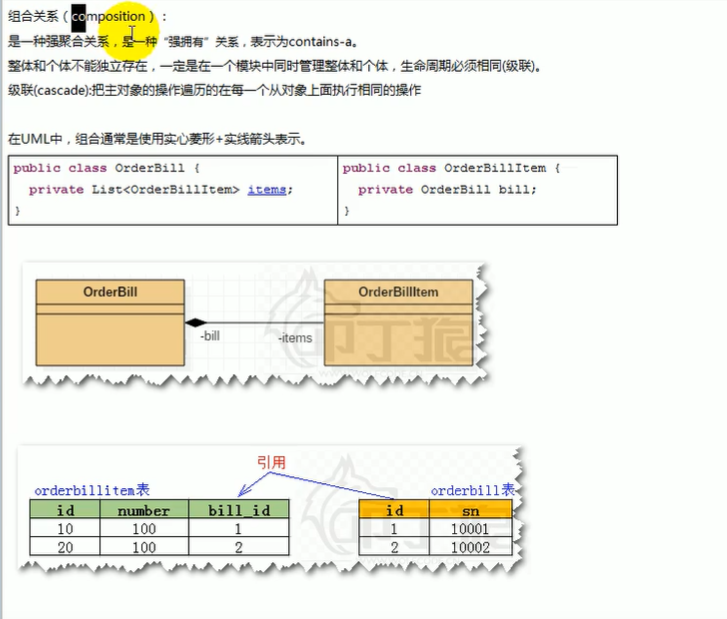 组合关系（composition）：
是一种强聚合关系，是一种“强拥有”关系，表示为contains-a。
整体和个体不能独立存在，一定是在一个模块中同时管理整体和个体，生命周期必须相同(级联)。
级联(cascade):把主对象的操作遍历的在每一个从对象上面执行相同的操作
在UML中，组合通常是使用实心菱形+实线箭头表示。
public class OrderBill {
private List<OrderBillItem> items;
}
public class OrderBillItem {
private OrderBill bill;
}
OrderBill
OrderBillItem
-bill
-items
叩丁狼
引用
orderbillitem表
orderbill表
id number bill_id
10 100 1
20 100 2
id sn
1 10001
2 10002
叩丁狼